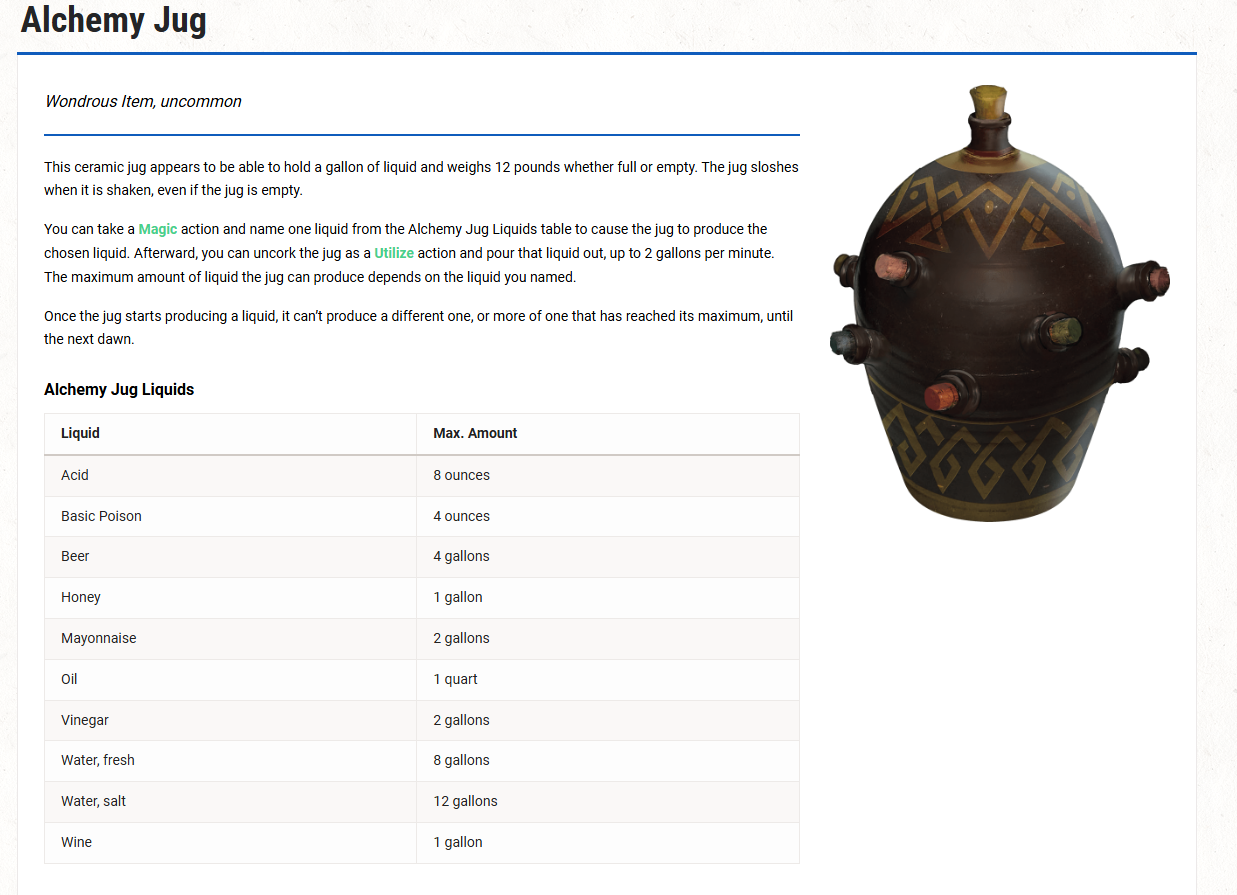 Alchemy Jug
Wondrous Item, uncommon
This ceramic jug appears to be able to hold a gallon of liquid and weighs 12 pounds whether full or empty. The jug sloshes
when it is shaken, even if the jug is empty.
You can take a Magic action and name one liquid from the Alchemy Jug Liquids table to cause the jug to produce the
chosen liquid. Afterward, you can uncork the jug as a Utilize action and pour that liquid out, up to 2 gallons per minute.
The maximum amount of liquid the jug can produce depends on the liquid you named.
Once the jug starts producing a liquid, it can’t produce a different one, or more of one that has reached its maximum, until
the next dawn.
Alchemy Jug Liquids
Liquid Max. Amount
Acid 8 ounces
Basic Poison 4 ounces
Beer 4 gallons
Honey 1 gallon
Mayonnaise 2 gallons
Oil 1 quart
Vinegar 2 gallons
Water, fresh 8 gallons
Water, salt 12 gallons
Wine 1 gallon